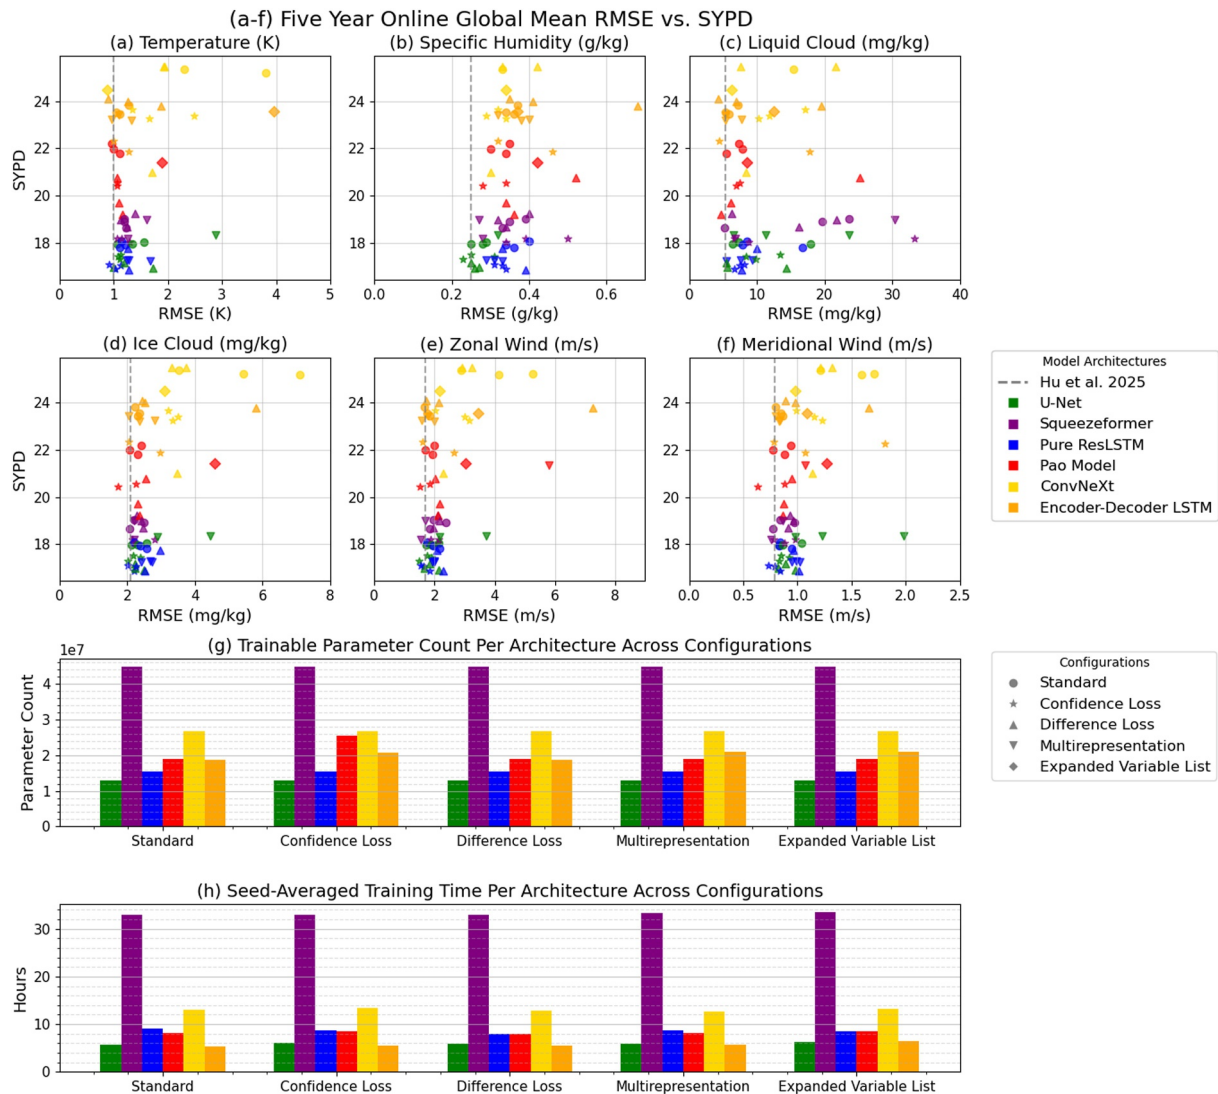 (a-f) Five Year Online Global Mean RMSE vs. SYPD
(a) Temperature (K)
(b) Specific Humidity (g/kg)
(c) Liquid Cloud (mg/kg)
SYPD
24
22
20
18
0 1 2 3 4 5
0.0 0.2 0.4 0.6
0 10 20 30 40
RMSE (K)
RMSE (g/kg)
RMSE (mg/kg)
(d) Ice Cloud (mg/kg)
(e) Zonal Wind (m/s)
(f) Meridional Wind (m/s)
SYPD
24
22
20
18
0 2 4 6 8
0 2 4 6 8
0.0 0.5 1.0 1.5 2.0 2.5
RMSE (mg/kg)
RMSE (m/s)
RMSE (m/s)
Model Architectures
Hu et al. 2025
U-Net
Squeezeformer
Pure ResLSTM
Pao Model
ConvNeXt
Encoder-Decoder LSTM
(g) Trainable Parameter Count Per Architecture Across Configurations
1e7
Parameter Count
4
3
2
1
0
Standard
Confidence Loss
Difference Loss
Multirepresentation
Expanded Variable List
Configurations
Standard
Confidence Loss
Difference Loss
Multirepresentation
Expanded Variable List
(h) Seed-Averaged Training Time Per Architecture Across Configurations
Hours
30
20
10
0
Standard
Confidence Loss
Difference Loss
Multirepresentation
Expanded Variable List